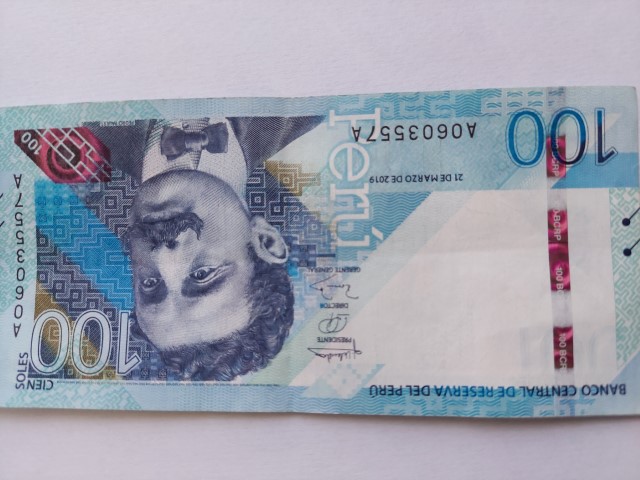 BANCO CENTRAL DE RESERVA DEL PERÚ
CIEN
SOLES
100
PRESIDENTE
DIRECTOR
GERENTE GENERAL
Perú
21 DE MARZO DE 2019
A0603557A
100
A0603557A
100
100 BCRP
100 BCRP
BCRP
BCRP